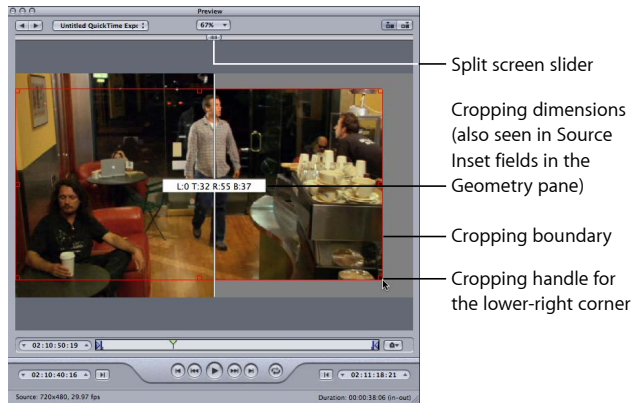 Preview
Untitled QuickTime Expo
67%
Split screen slider
Cropping dimensions
(also seen in Source
Inset fields in the
Geometry pane)
L:0 T:32 R:55 B:37
Cropping boundary
Cropping handle for
the lower-right corner
02:10:50:19
02:10:40:16
02:11:18:21
Source: 720x480, 29.97 fps
Duration: 00:00:38:06 (in-out)